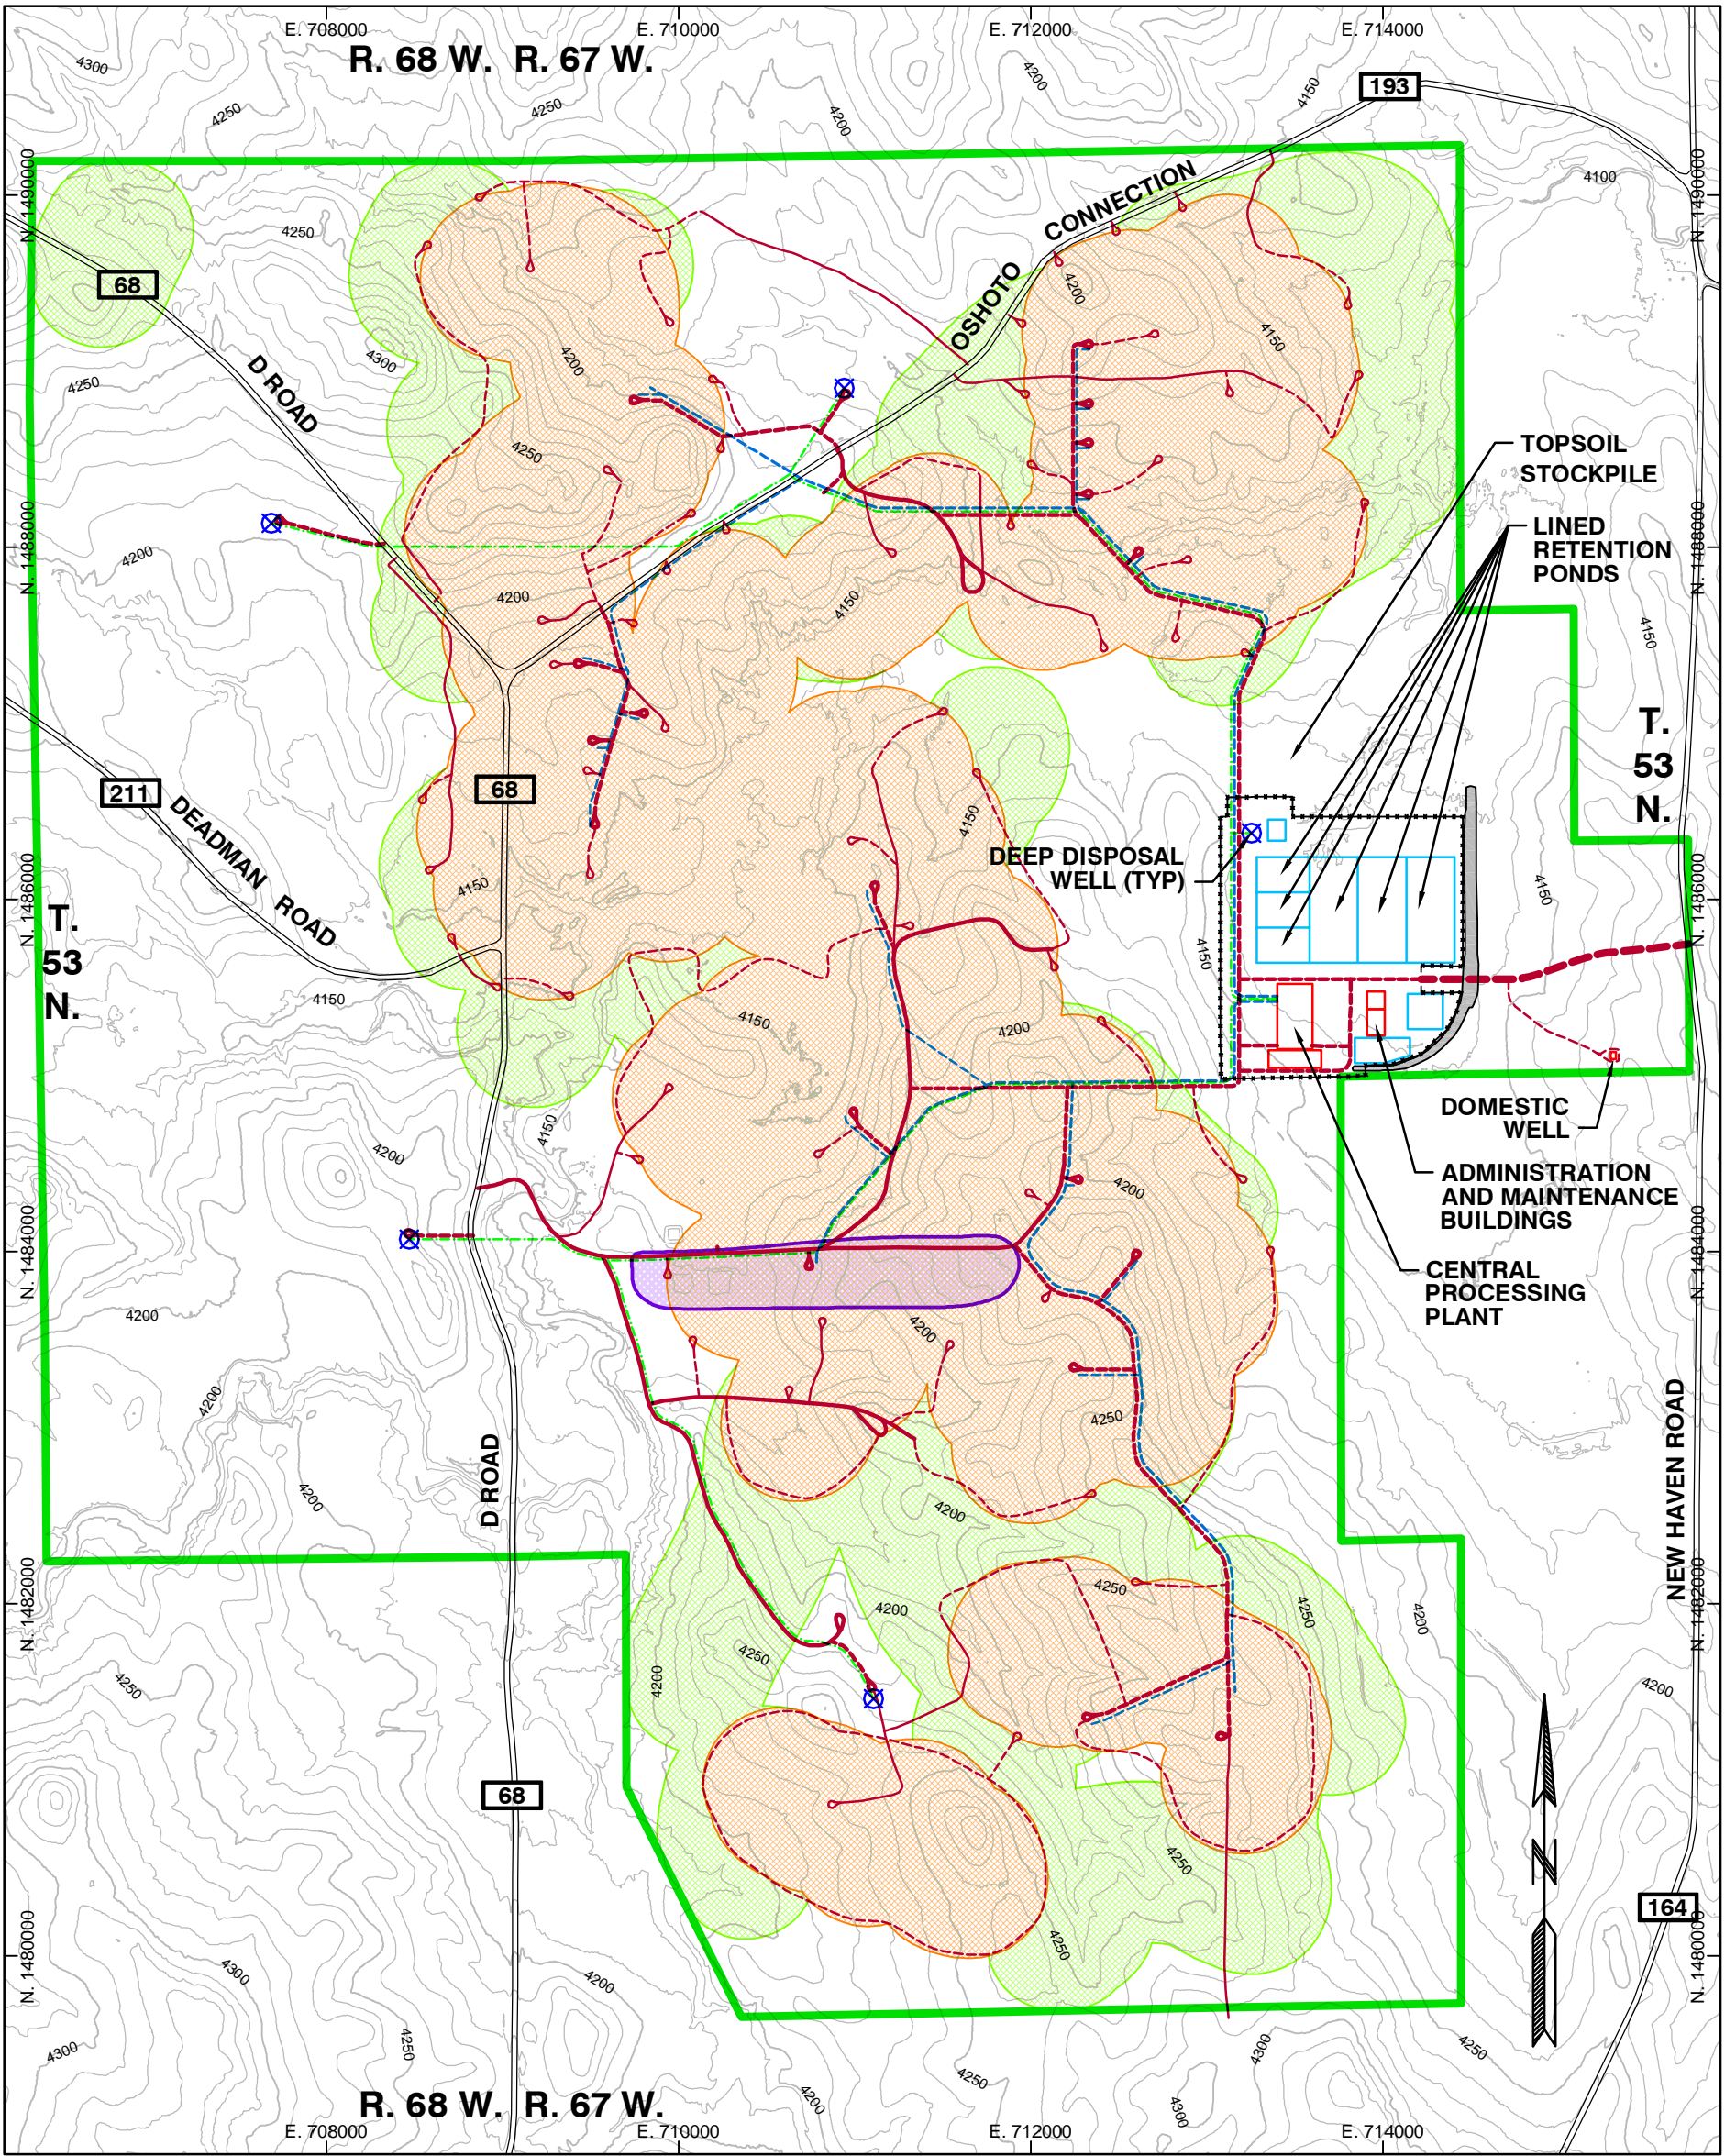 E. 708000
E. 710000
E. 712000
E. 714000
R. 68 W. R. 67 W.
4300
4250
4250
4200
4200
4150
193
4100
N. 1490000
N. 1490000
CONNECTION
OSHOTO
4250
68
4200
4150
4300
4200
4250
D ROAD
4250
TOPSOIL
STOCKPILE
LINED
RETENTION
PONDS
N. 1488000
N. 1488000
4200
4200
4150
4150
T.
53
N.
211
68
DEADMAN ROAD
4150
DEEP DISPOSAL
WELL (TYP)
4150
4150
N. 1486000
N. 1486000
T.
53
N.
4150
4150
4150
4200
DOMESTIC
WELL
4150
4200
4200
ADMINISTRATION
AND MAINTENANCE
BUILDINGS
N. 1484000
N. 1484000
CENTRAL
PROCESSING
PLANT
4200
4200
4200
4250
NEW HAVEN ROAD
D ROAD
4200
4200
N. 1482000
N. 1482000
4250
4200
4250
4200
4250
4200
4250
4200
68
4250
164
N. 1480000
N. 1480000
4250
4300
4200
N
4300
4250
4300
4250
4250
4200
4300
R. 68 W. R. 67 W.
E. 708000
E. 710000
E. 712000
E. 714000